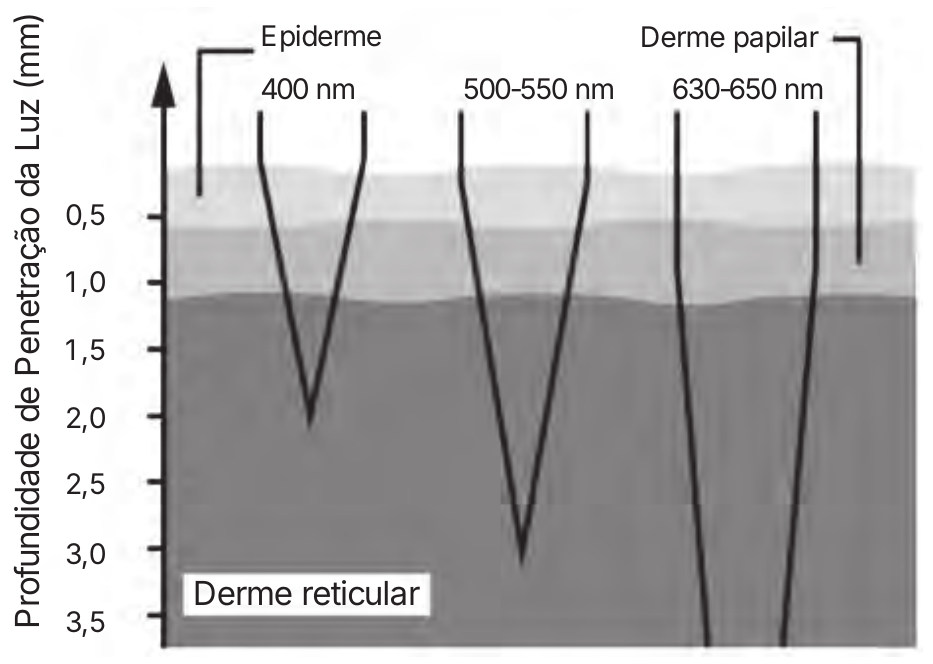 Profundidade de Penetração da Luz (mm)
Epiderme
Derme papilar
400 nm
500-550 nm
630-650 nm
0,5
1,0
1,5
2,0
2,5
3,0
3,5
Derme reticular